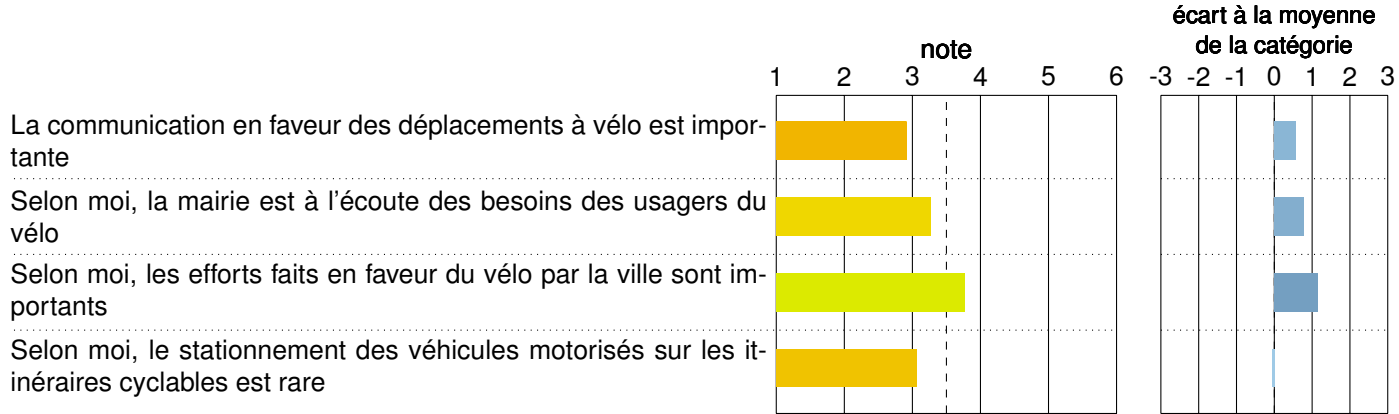 écart à la moyenne
de la catégorie
note
1 2 3 4 5 6
-3 -2 -1 0 1 2 3
La communication en faveur des déplacements à vélo est impor-
tante
Selon moi, la mairie est à l'écoute des besoins des usagers du
vélo
Selon moi, les efforts faits en faveur du vélo par la ville sont im-
portants
Selon moi, le stationnement des véhicules motorisés sur les it-
inéraires cyclables est rare